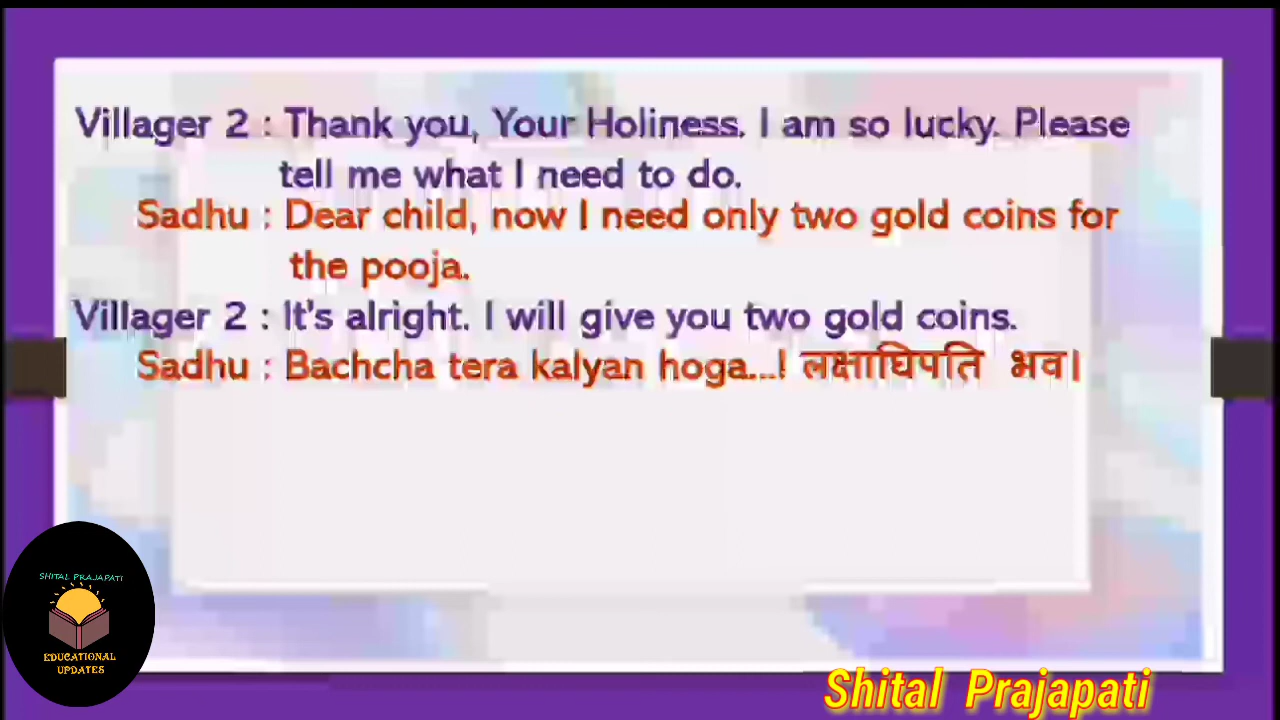 Villager 2 : Thank you, Your Holiness. I am so lucky. Please
tell me what I need to do.
Sadhu : Dear child, now I need only two gold coins for
the pooja.
Villager 2 : It's alright. I will give you two gold coins.
Sadhu : Bachcha tera kalyan hoga...! लक्षाघिपति भव।
SHITAL PRAJAPATI
EDUCATIONAL
UPDATES
Shital Prajapati